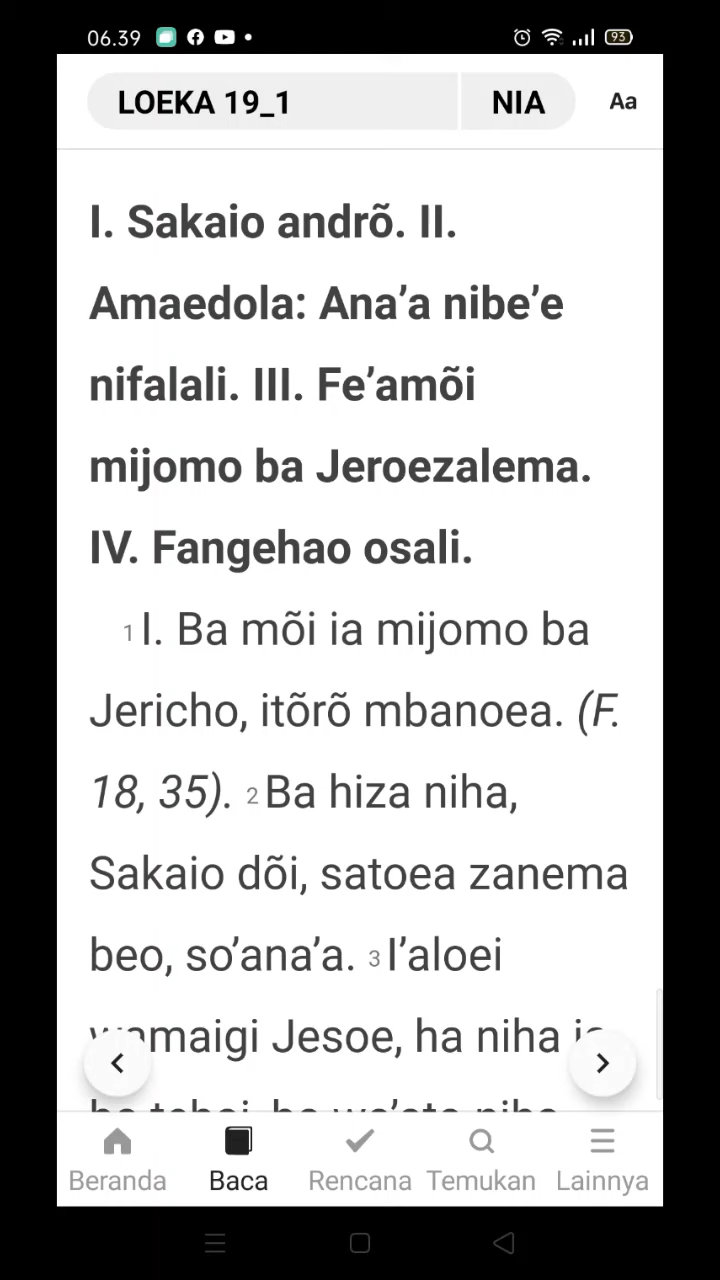 06.39
93
LOEKA 19_1 NIA Aa
I. Sakaio andrõ. II.
Amaedola: Ana’a nibe’e
nifalali. III. Fe’amõi
mijomo ba Jeroezalema.
IV. Fangehao osali.
1 I. Ba mõi ia mijomo ba
Jericho, itõrõ mbanoea. (F.
18, 35). 2 Ba hiza niha,
Sakaio dõi, satoea zanema
beo, so’ana’a. 3 I’aloei
wamaigi Jesoe, ha niha
Beranda Baca Rencana Temukan Lainnya